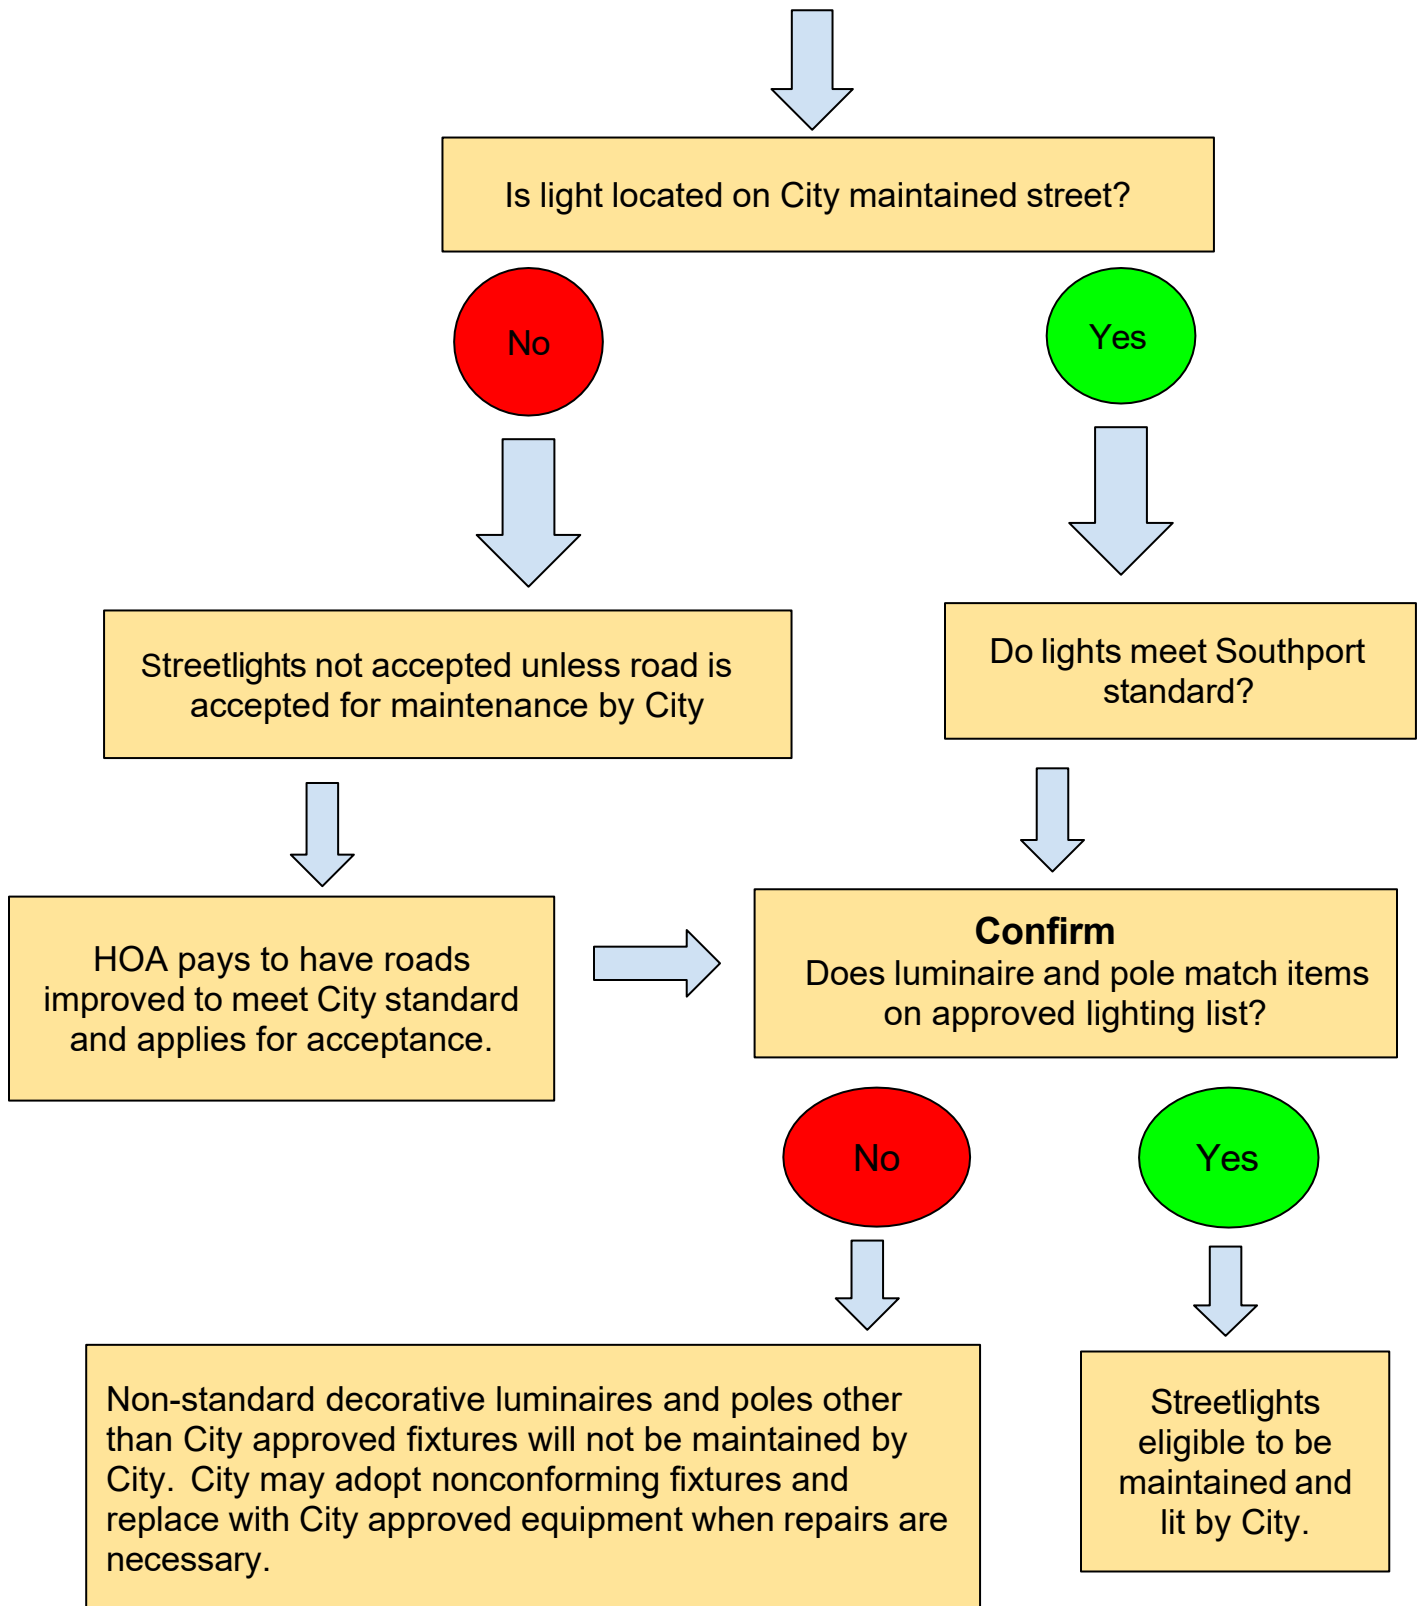 Is light located on City maintained street?
No
Yes
Streetlights not accepted unless road is
accepted for maintenance by City
Do lights meet Southport
standard?
HOA pays to have roads
improved to meet City standard
and applies for acceptance.
Confirm
Does luminaire and pole match items
on approved lighting list?
No
Yes
Non-standard decorative luminaires and poles other
than City approved fixtures will not be maintained by
City. City may adopt nonconforming fixtures and
replace with City approved equipment when repairs are
necessary.
Streetlights
eligible to be
maintained and
lit by City.